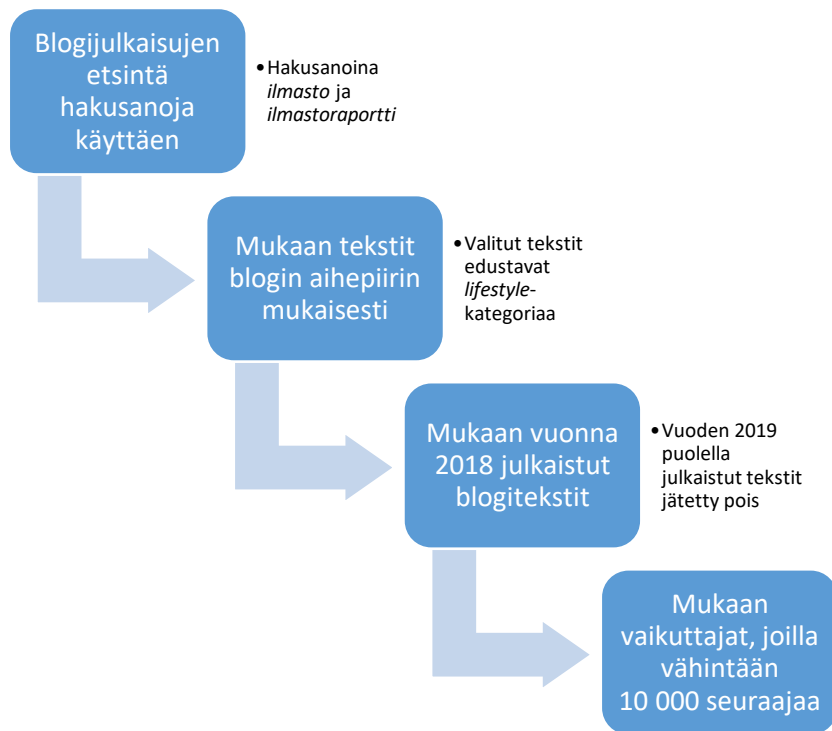 Blogijulkaisujen
etsintä
hakusanoja
käyttäen
•Hakusanoina
ilmasto ja
ilmastoraportti
Mukaan tekstit
blogin aihepiirin
mukaisesti
•Valitut tekstit
edustavat
lifestyle-
kategoriaa
Mukaan vuonna
2018 julkaistut
blogitekstit
•Vuoden 2019
puolella
julkaistut tekstit
jätetty pois
Mukaan
vaikuttajat, joilla
vähintään
10 000 seuraajaa